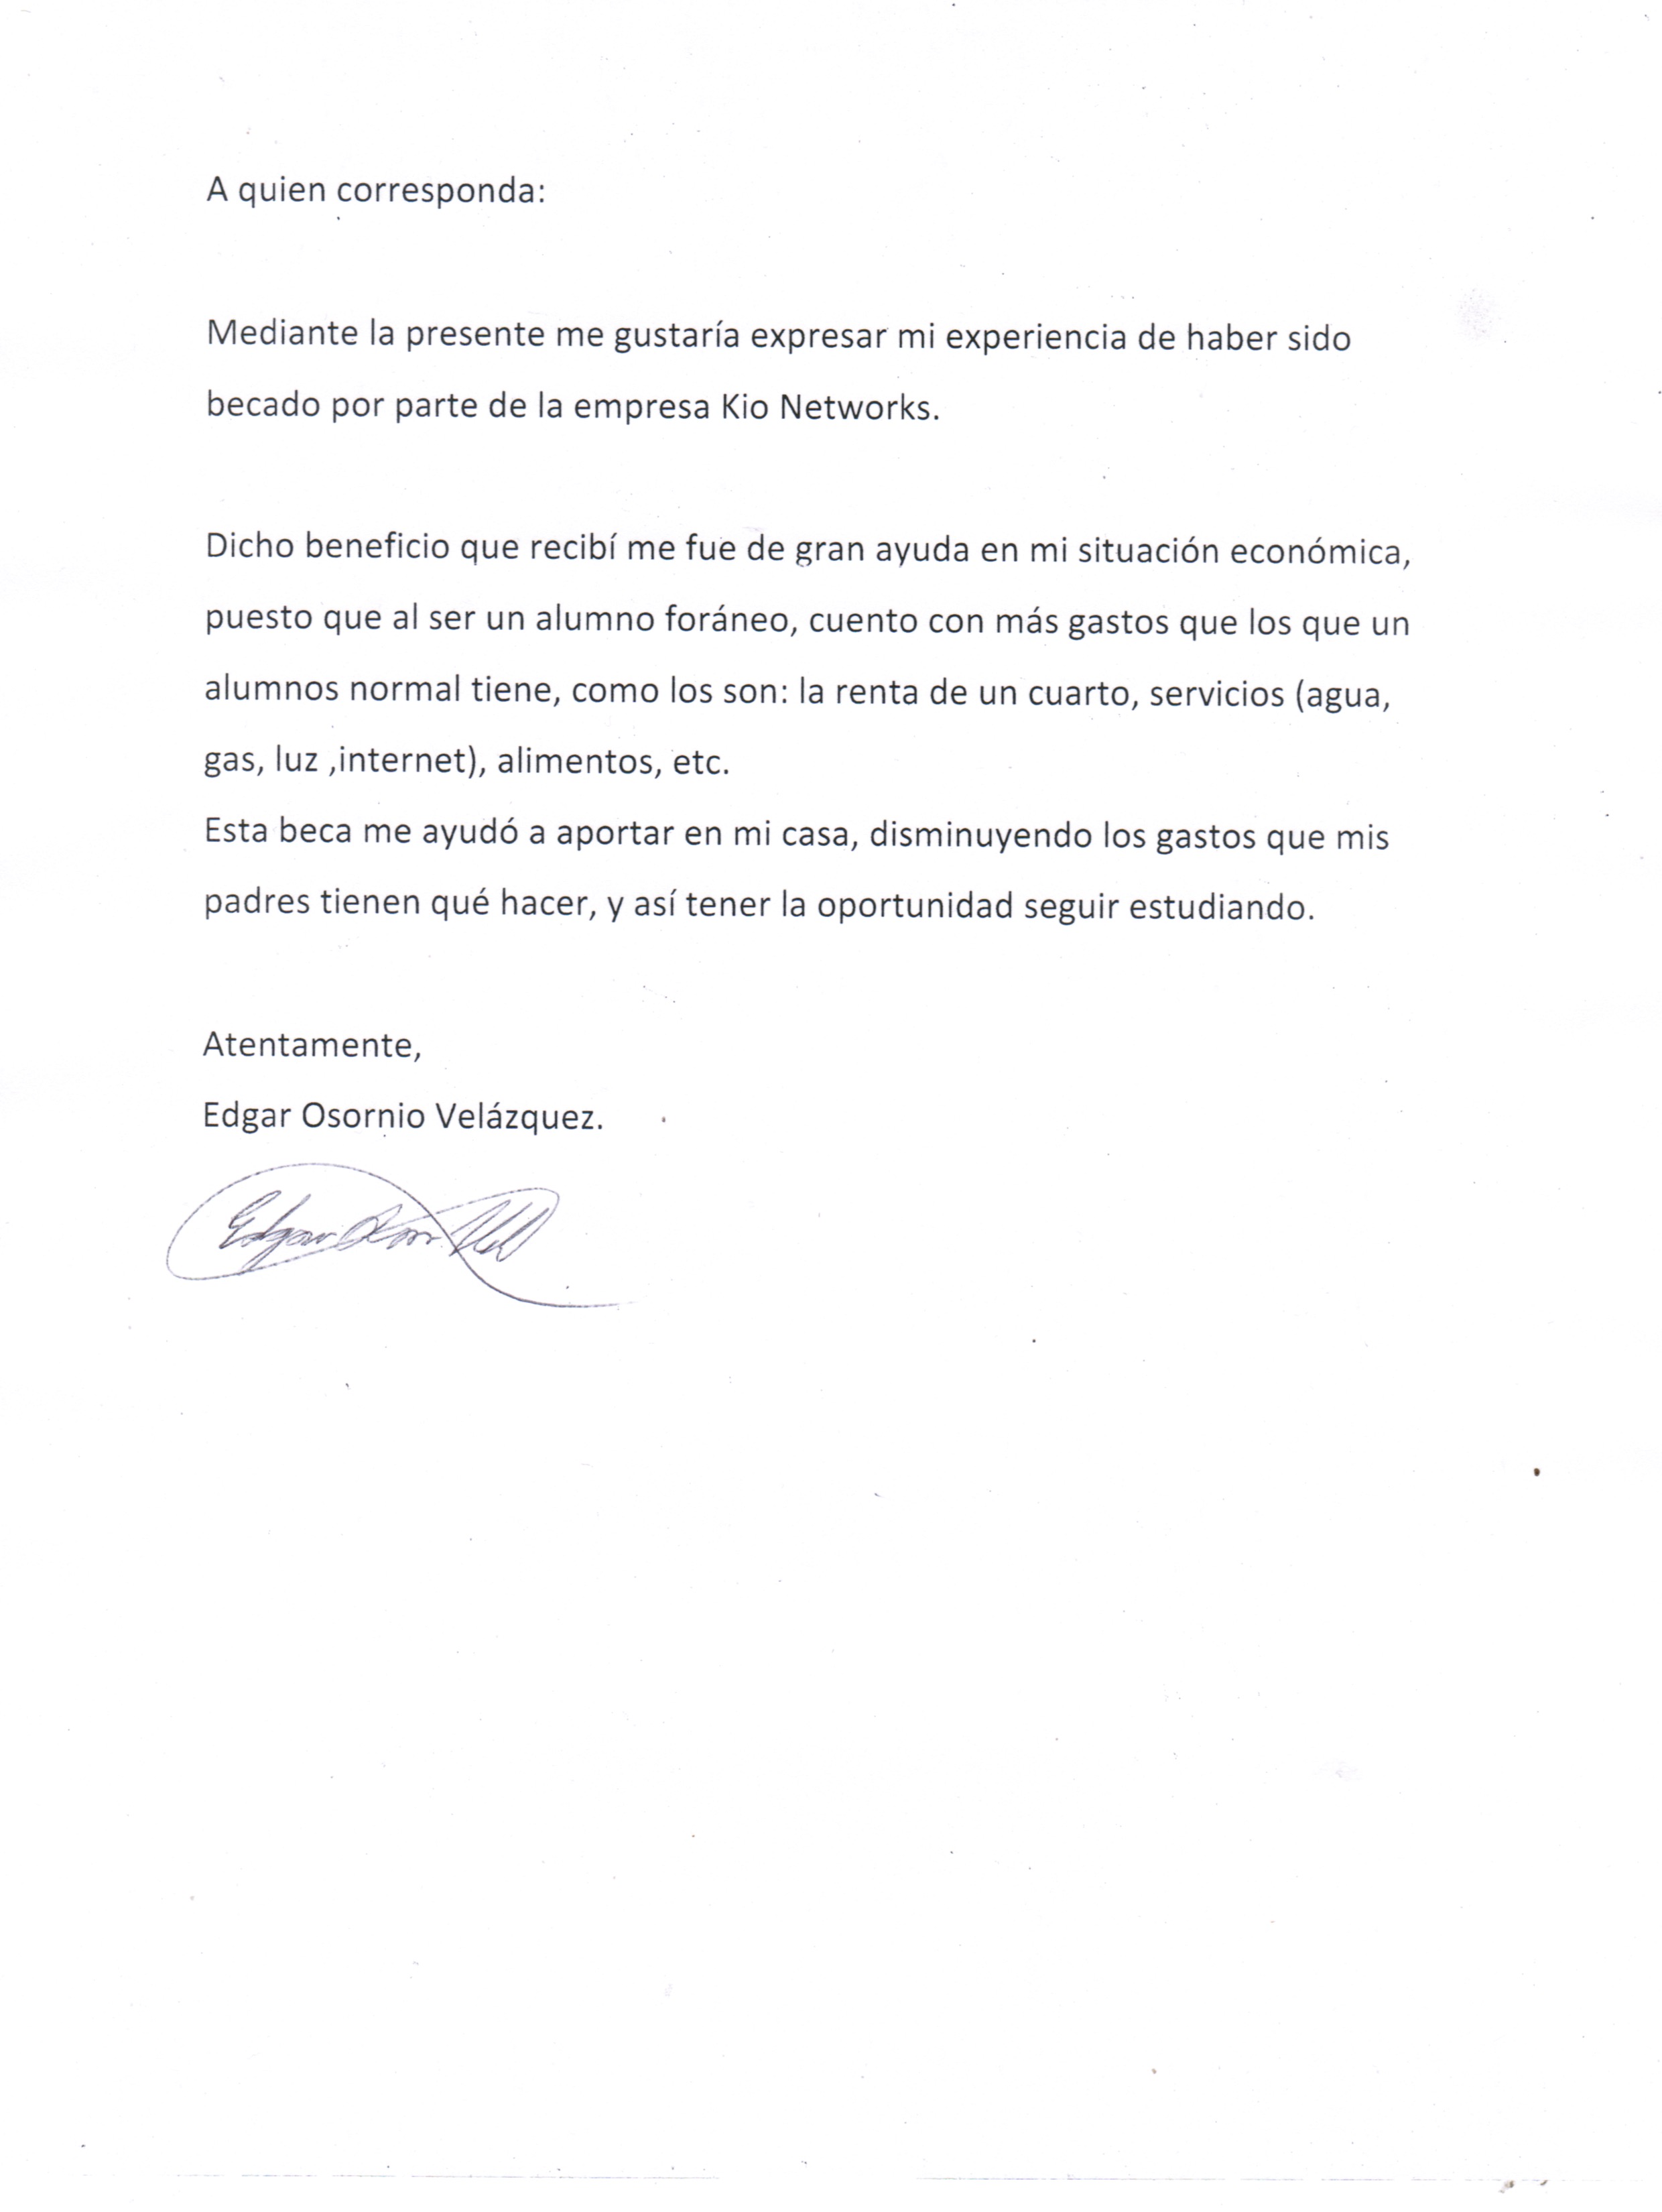 A quien corresponda:
Mediante la presente me gustaría expresar mi experiencia de haber sido
becado por parte de la empresa Kio Networks.
Dicho beneficio que recibí me fue de gran ayuda en mi situación económica,
puesto que al ser un alumno foráneo, cuento con más gastos que los que un
alumnos normal tiene, como los son: la renta de un cuarto, servicios (agua,
gas, luz ,internet), alimentos, etc.
Esta beca me ayudó a aportar en mi casa, disminuyendo los gastos que mis
padres tienen qué hacer, y así tener la oportunidad seguir estudiando.
Atentamente,
Edgar Osornio Velázquez.
Edgar